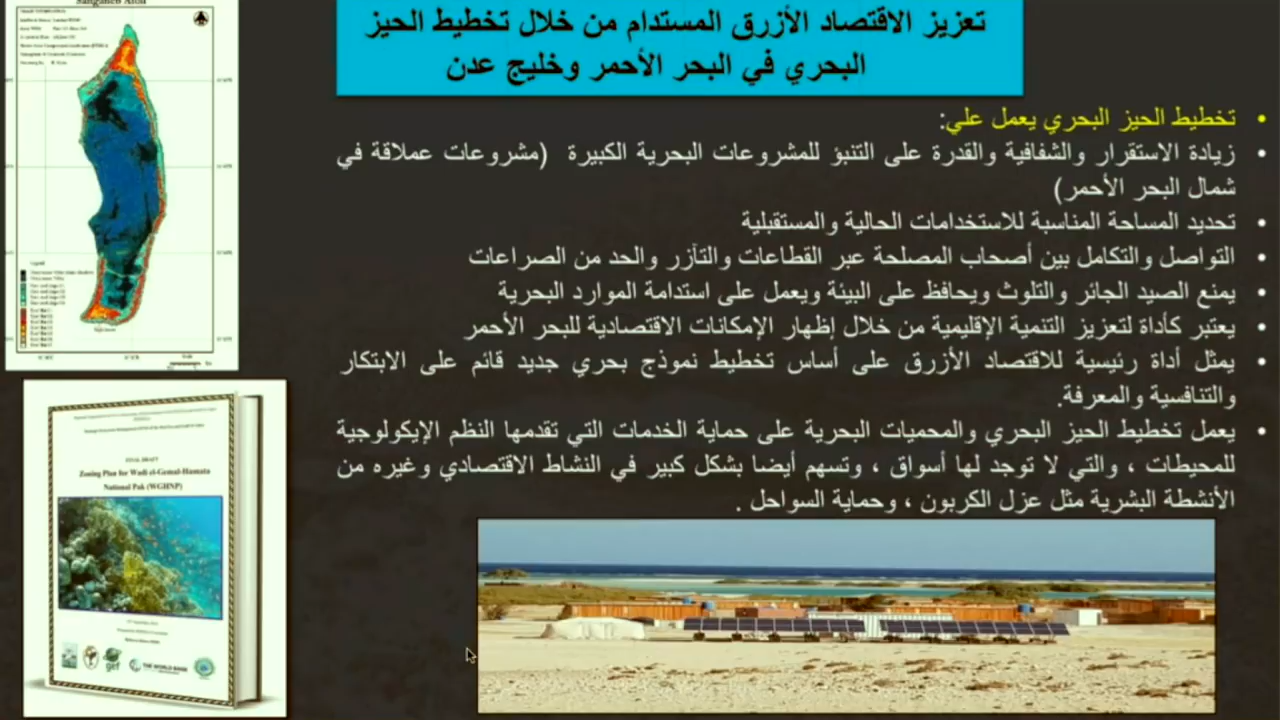 Sanganeb Atoll
تعزيز الاقتصاد الأزرق المستدام من خلال تخطيط الحيز
البحري في البحر الأحمر وخليج عدن
• تخطيط الحيز البحري يعمل علي:
• زيادة الاستقرار والشفافية والقدرة على التنبؤ للمشروعات البحرية الكبيرة (مشروعات عملاقة في
شمال البحر الأحمر)
• تحديد المساحة المناسبة للاستخدامات الحالية والمستقبلية
• التواصل والتكامل بين أصحاب المصلحة عبر القطاعات والتآزر والحد من الصراعات
• يمنع الصيد الجائر والتلوث ويحافظ على البيئة ويعمل على استدامة الموارد البحرية
• يعتبر كأداة لتعزيز التنمية الإقليمية من خلال إظهار الإمكانات الاقتصادية للبحر الأحمر
• يمثل أداة رئيسية للاقتصاد الأزرق على أساس تخطيط نموذج بحري جديد قائم على الابتكار
والتنافسية والمعرفة.
• يعمل تخطيط الحيز البحري والمحميات البحرية على حماية الخدمات التي تقدمها النظم الإيكولوجية
للمحيطات ، والتي لا توجد لها أسواق ، وتسهم أيضا بشكل كبير في النشاط الاقتصادي وغيره من
الأنشطة البشرية مثل عزل الكربون ، وحماية السواحل .
FINAL DRAFT
Zoning Plan for Wadi el-Gemal-Hamata
National Pak (WGHNP)
gef
THE WORLD BANK